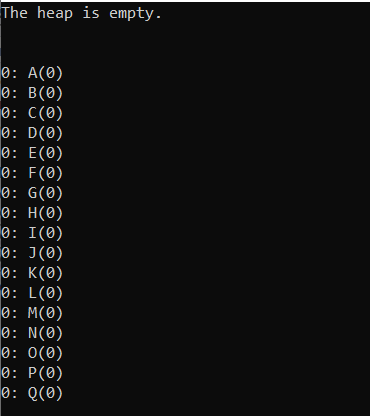 The heap is empty.
0: A(0)
0: B(0)
0: C(0)
0: D(0)
0: E(0)
0: F(0)
0: G(0)
0: H(0)
0: I(0)
0: J(0)
0: K(0)
0: L(0)
0: M(0)
0: N(0)
0: O(0)
0: P(0)
0: Q(0)